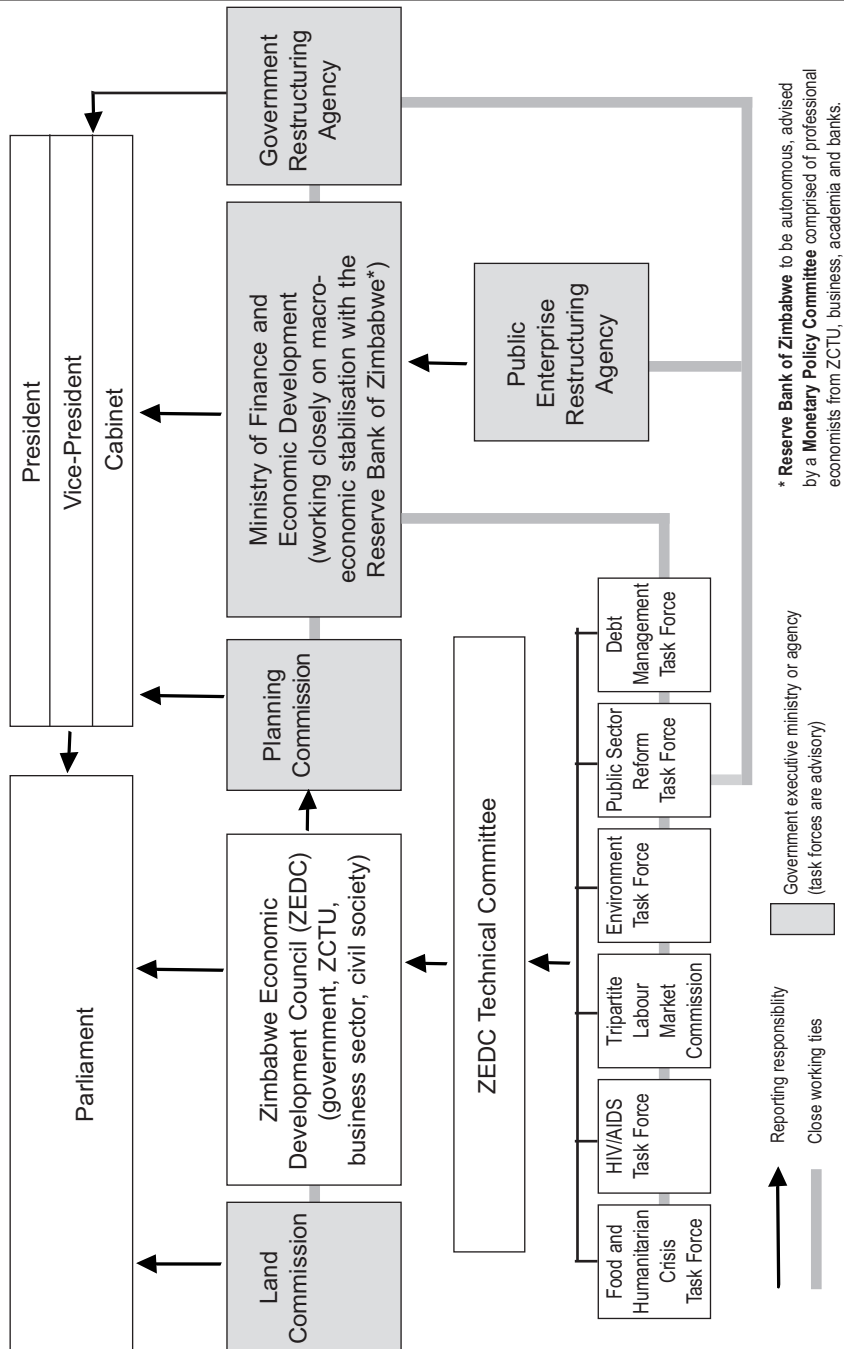 Parliament
President
Vice-President
Cabinet
Land
Commission
Zimbabwe Economic
Development Council (ZEDC)
(government, ZCTU,
business sector, civil society)
Planning
Commission
Ministry of Finance and
Economic Development
(working closely on macro-
economic stabilisation with the
Reserve Bank of Zimbabwe*)
Government
Restructuring
Agency
ZEDC Technical Committee
Public
Enterprise
Restructuring
Agency
Food and
Humanitarian
Crisis
Task Force
HIV/AIDS
Task Force
Tripartite
Labour
Market
Commission
Environment
Task Force
Public Sector
Reform
Task Force
Debt
Management
Task Force
Reporting responsiblity
Close working ties
Government executive ministry or agency
(task forces are advisory)
* Reserve Bank of Zimbabwe to be autonomous, advised
by a Monetary Policy Committee comprised of professional
economists from ZCTU, business, academia and banks.